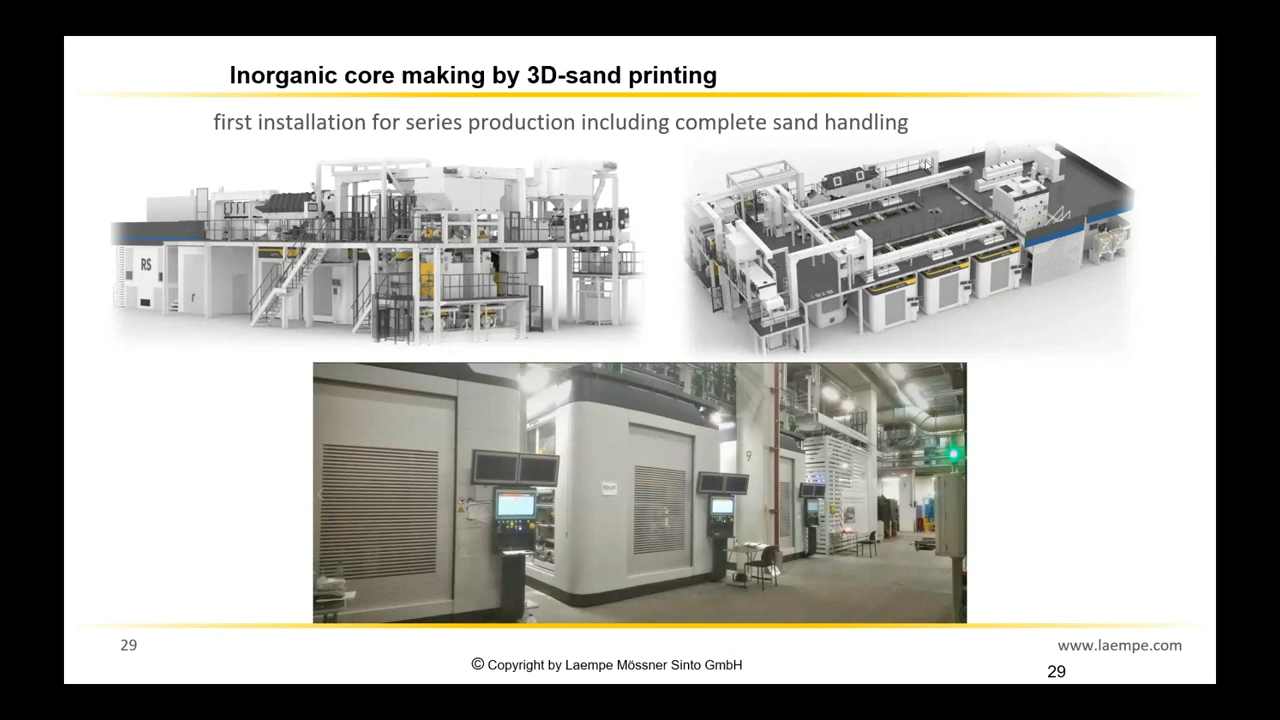 Inorganic core making by 3D-sand printing
first installation for series production including complete sand handling
RS
9
29
www.laempe.com
© Copyright by Laempe Mössner Sinto GmbH
29